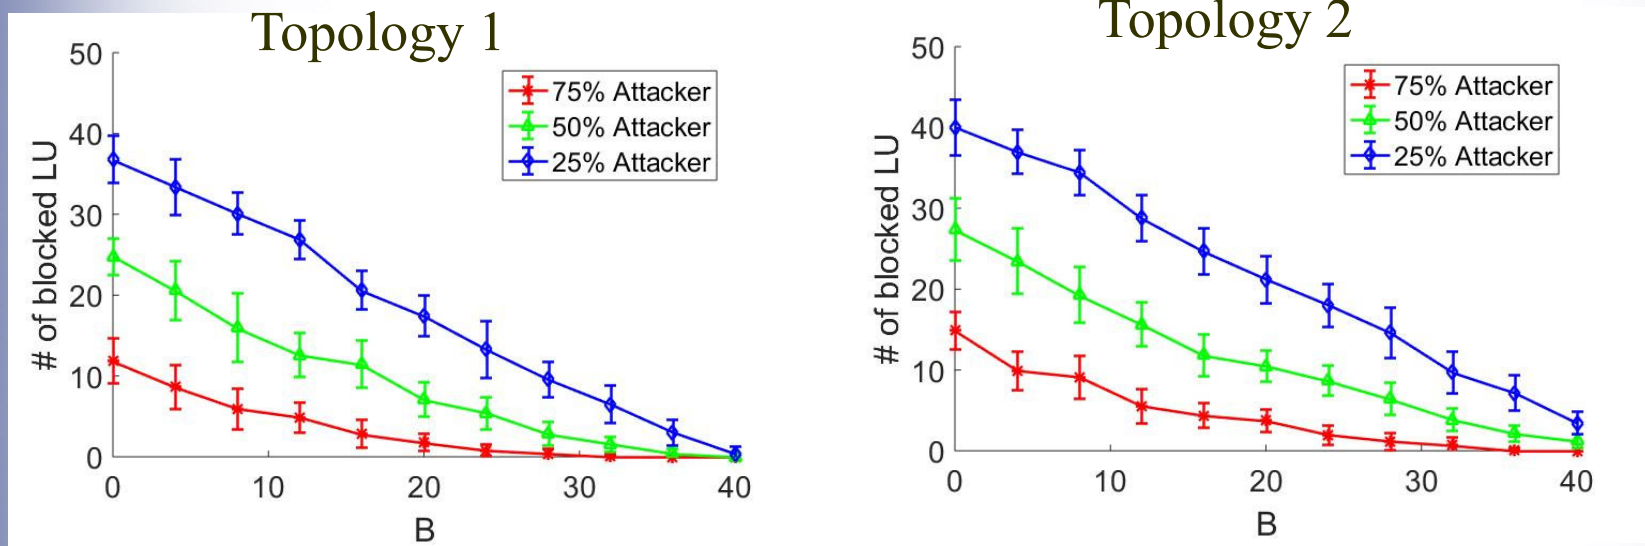 Topology 1
50
40
30
20
10
0
# of blocked LU
75% Attacker
50% Attacker
25% Attacker
0 10 20 30 40
B
Topology 2
50
40
30
20
10
0
# of blocked LU
75% Attacker
50% Attacker
25% Attacker
0 10 20 30 40
B